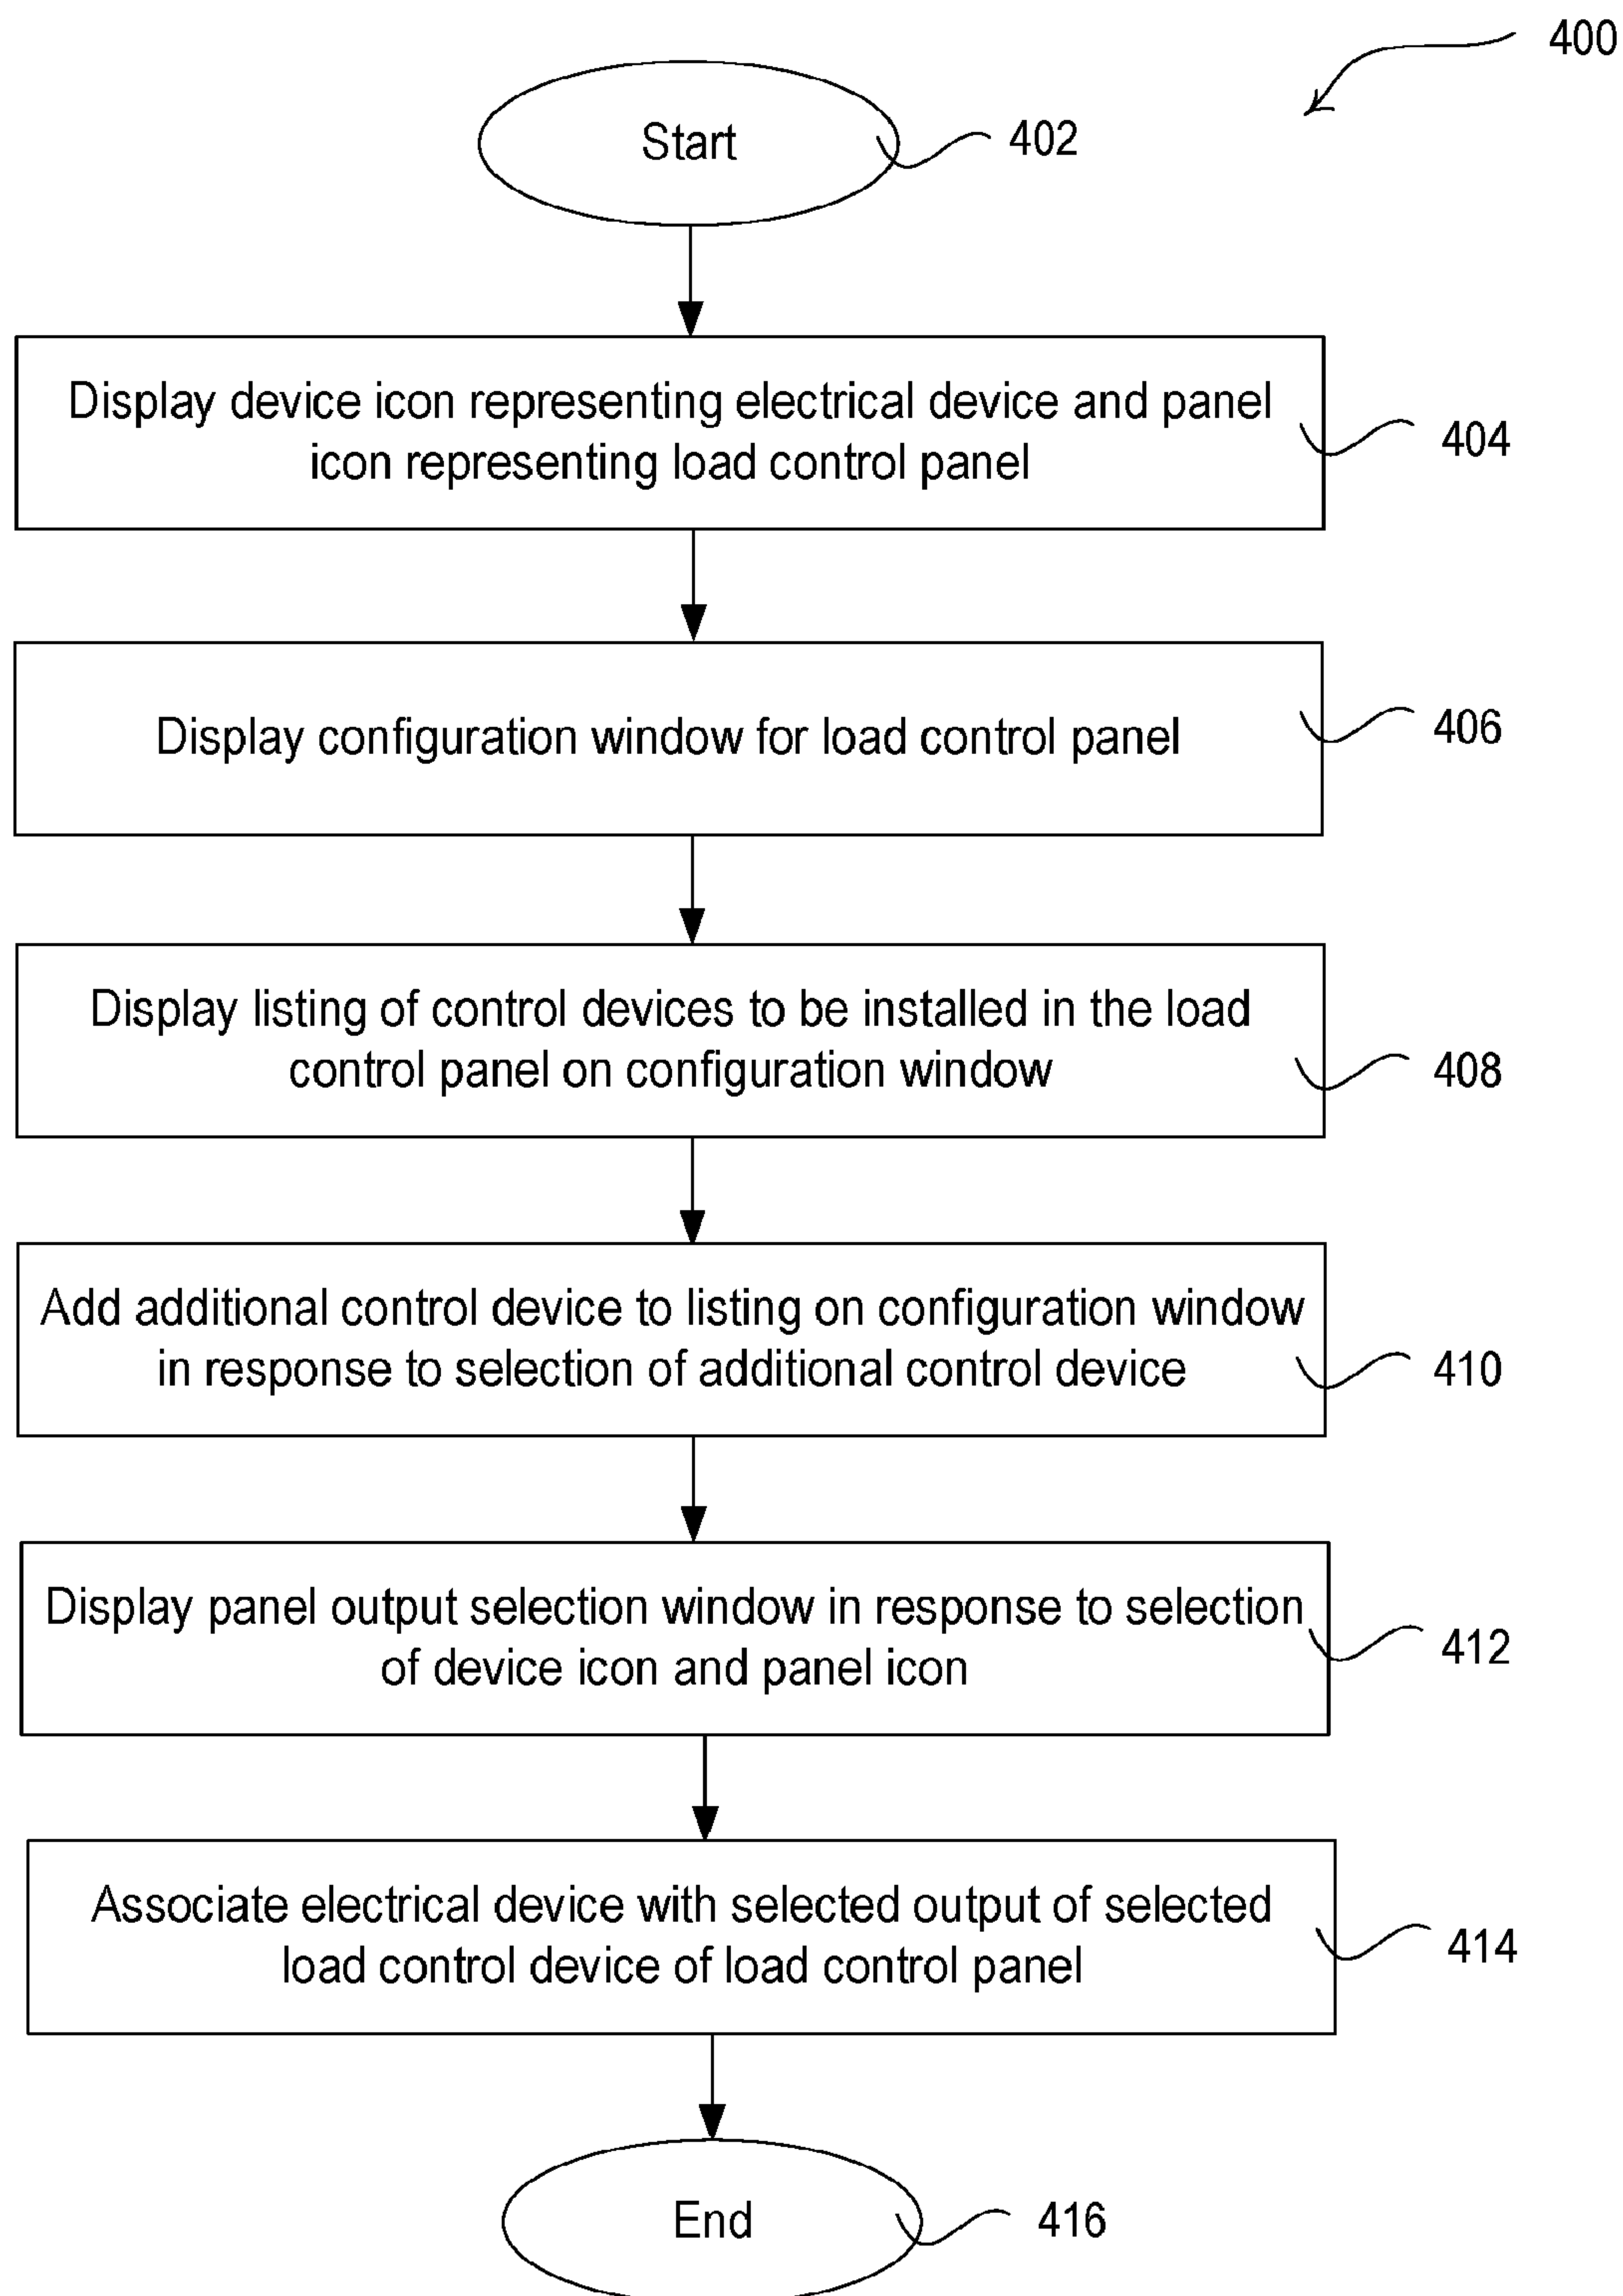 400
Start
402
Display device icon representing electrical device and panel
icon representing load control panel
404
Display configuration window for load control panel
406
Display listing of control devices to be installed in the load
control panel on configuration window
408
Add additional control device to listing on configuration window
in response to selection of additional control device
410
Display panel output selection window in response to selection
of device icon and panel icon
412
Associate electrical device with selected output of selected
load control device of load control panel
414
End
416